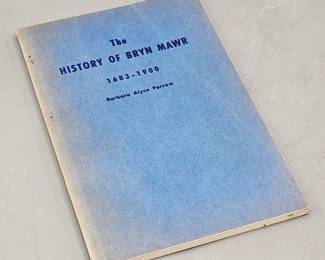 The
HISTORY OF BRYN MAWR
1683-1900
Barbara Alyce Farrow